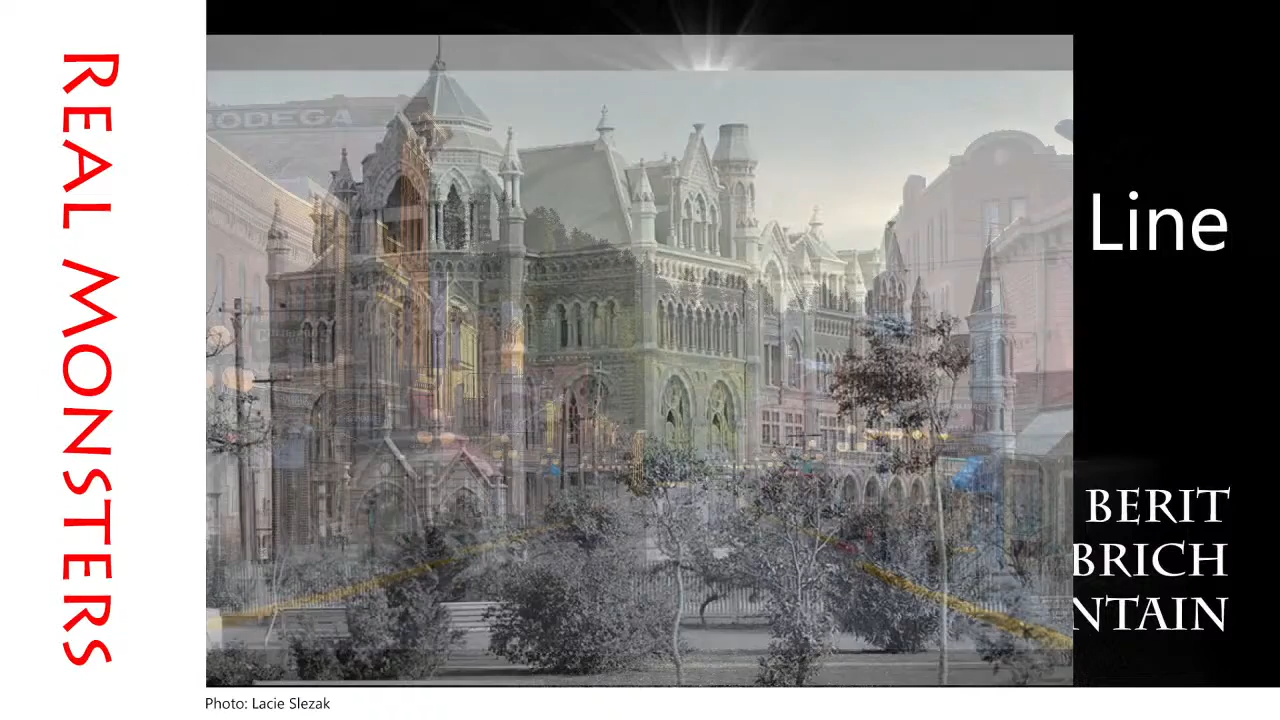 REAL MONSTERS
BODEGA
Line
BERIT
BRICH
NTAIN
Photo: Lacie Slezak